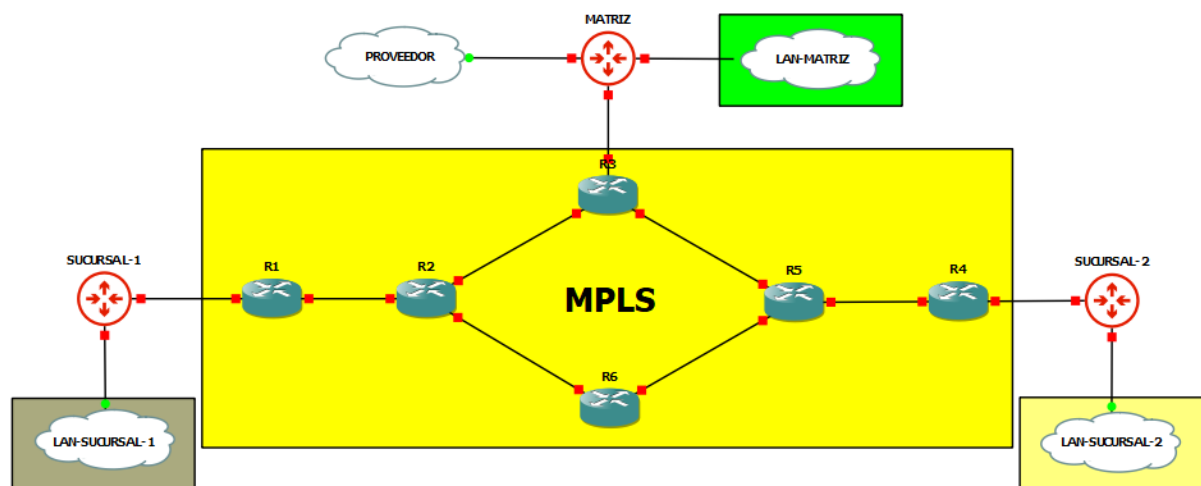 MATRIZ
PROVEEDOR
LAN-MATRIZ
R3
SUCURSAL-1
R1
R2
MPLS
R5
R4
SUCURSAL-2
R6
LAN-SUCURSAL-1
LAN-SUCURSAL-2